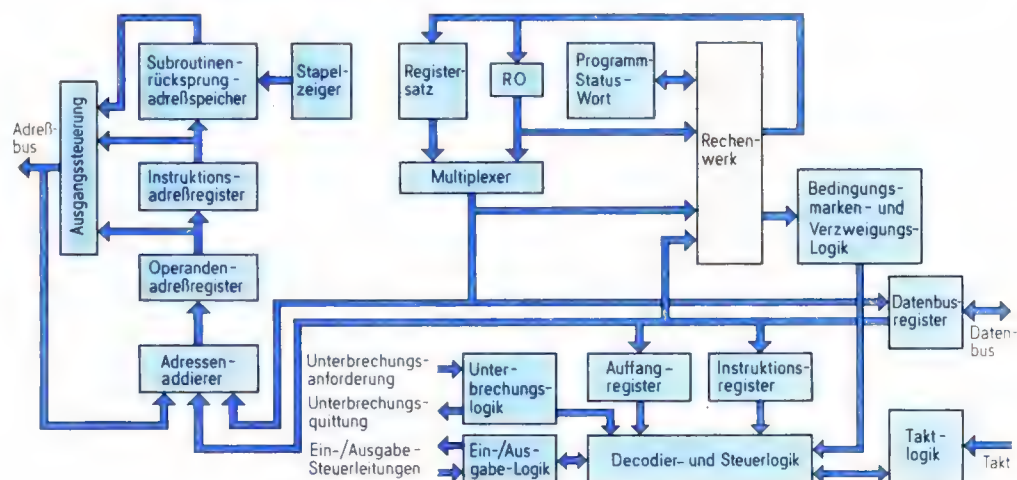 Adreß-
bus
Ausgangssteuerung
Subroutinen-
rücksprung-
adreßspeicher
Stapel-
zeiger
Instruktions-
adreßregister
Operanden-
adreßregister
Adressen-
addierer
Register-
satz
RO
Programm-
Status-
Wort
Multiplexer
Rechen-
werk
Bedingungs-
marken- und
Verzweigungs-
Logik
Datenbus-
register
Daten-
bus
Unterbrechungs-
anforderung
Unterbrechungs-
quittung
Ein-/Ausgabe-
Steuerleitungen
Unter-
brechungs-
logik
Ein-/Aus-
gabe-Logik
Auffang-
register
Instruktions-
register
Decodier- und Steuerlogik
Takt-
logik
Takt